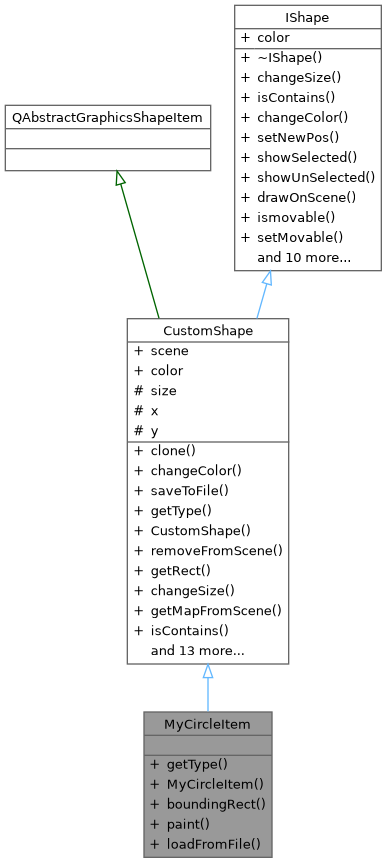 IShape
+ color
+ ~IShape()
+ changeSize()
+ isContains()
+ changeColor()
+ setNewPos()
+ showSelected()
+ showUnSelected()
+ drawOnScene()
+ ismovable()
+ setMovable()
and 10 more...
QAbstractGraphicsShapeItem
CustomShape
+ scene
+ color
# size
# x
# y
+ clone()
+ changeColor()
+ saveToFile()
+ getType()
+ CustomShape()
+ removeFromScene()
+ getRect()
+ changeSize()
+ getMapFromScene()
+ isContains()
and 13 more...
MyCircleItem
+ getType()
+ MyCircleItem()
+ boundingRect()
+ paint()
+ loadFromFile()